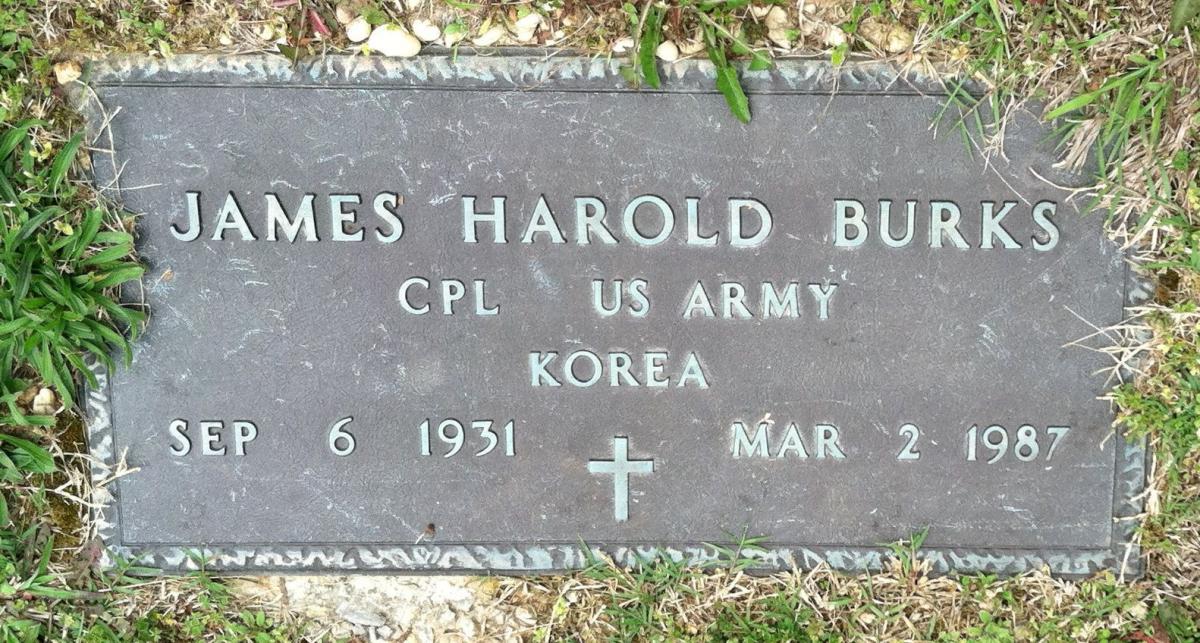 JAMES HAROLD BURKS
CPL US ARMY
KOREA
SEP 6 1931 MAR 2 1987